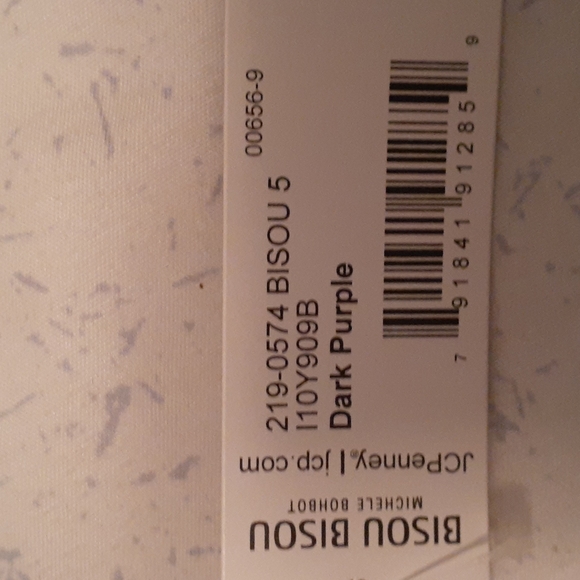 BISOU BISOU
MICHELE BOHBOT
JCPenney® | jcp.com
219-0574 BISOU 5
I10Y909B
Dark Purple
00656-9
7 91841 91285 9